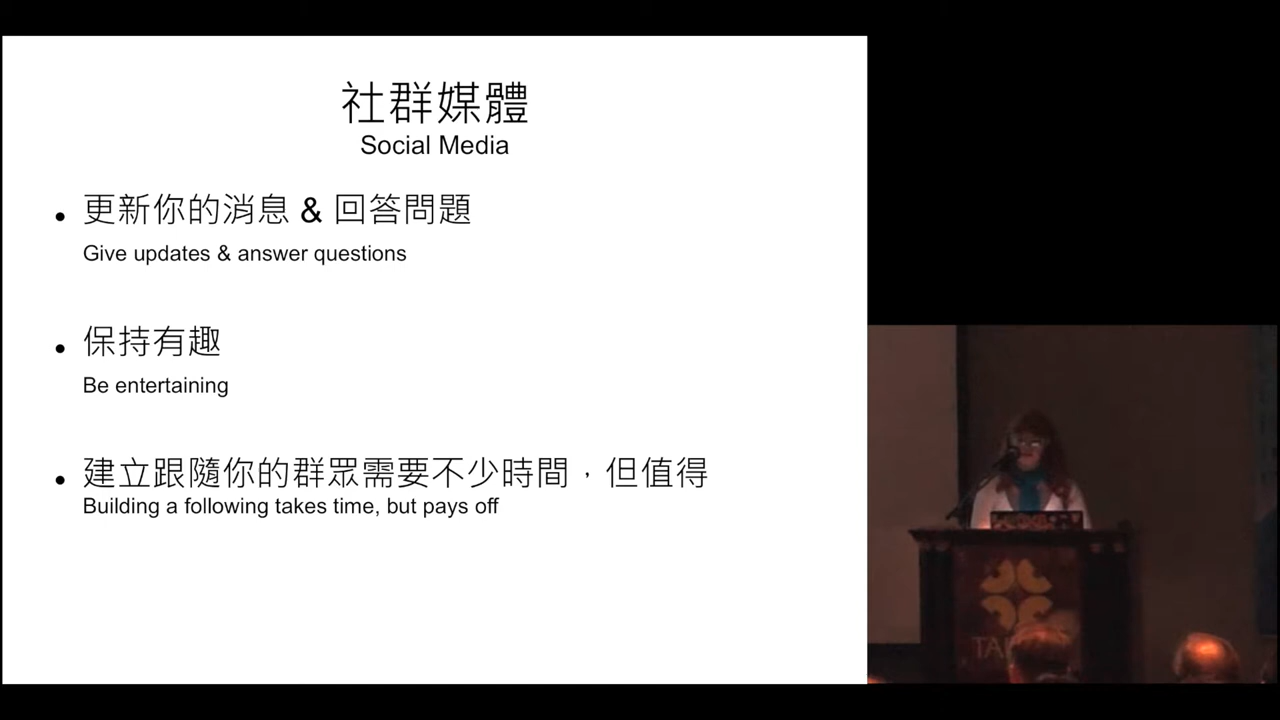 社群媒體
Social Media
更新你的消息 & 回答問題
Give updates & answer questions
保持有趣
Be entertaining
建立跟隨你的群眾需要不少時間，但值得
Building a following takes time, but pays off